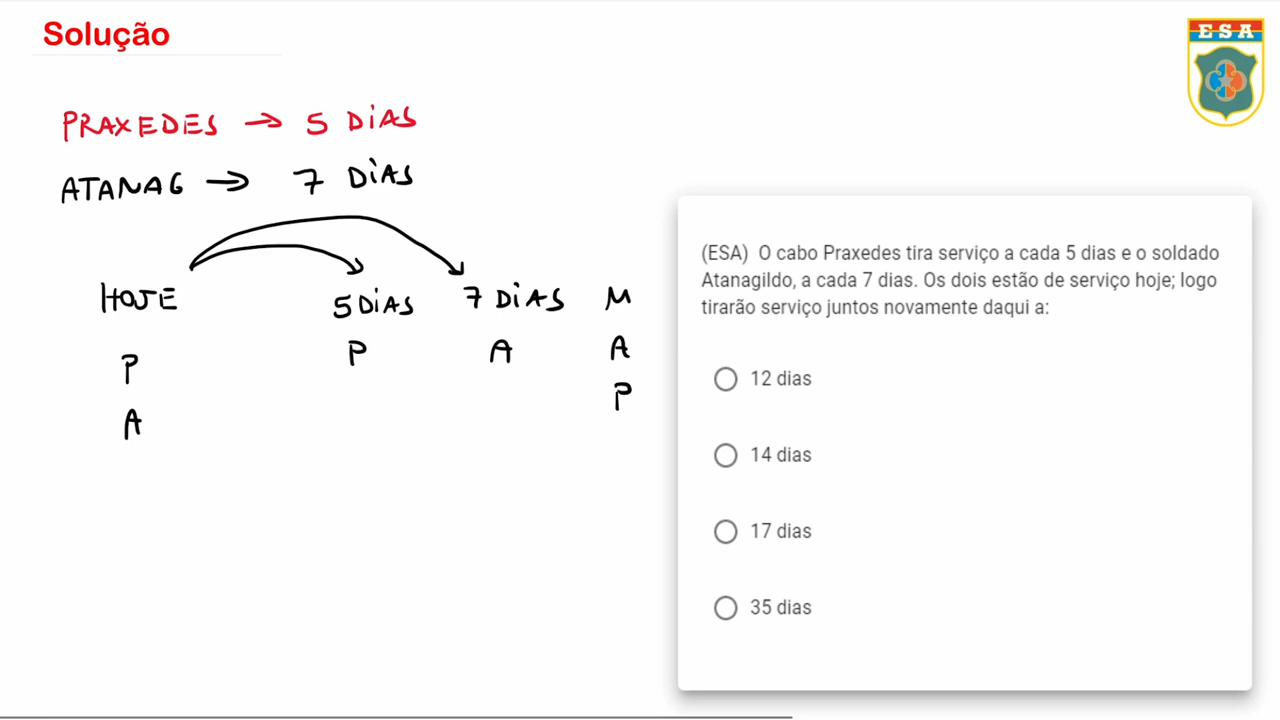 Solução
ESA
PRAXEDES → 5 DIAS
ATANAG → 7 DIAS
HOJE 5 DIAS 7 DIAS M
P P A A
A P
(ESA) O cabo Praxedes tira serviço a cada 5 dias e o soldado
Atanagildo, a cada 7 dias. Os dois estão de serviço hoje; logo
tirarão serviço juntos novamente daqui a:
12 dias
14 dias
17 dias
35 dias